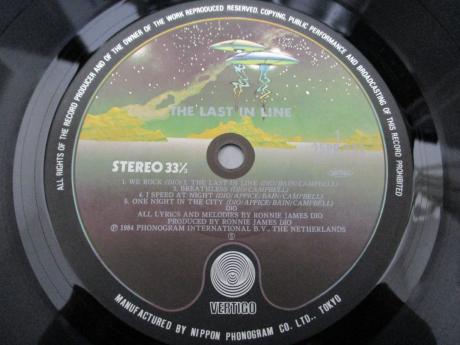 ALL RIGHTS OF THE RECORD PRODUCER AND OF THE OWNER OF THE WORK REPRODUCED RESERVED. COPYING, PUBLIC PERFORMANCE AND BROADCASTING OF THIS RECORD PROHIBITED
THE LAST IN LINE
1
STEREO 33⅓
1. WE ROCK (DIO) 2. THE LAST IN LINE (DIO/BAIN/CAMPBELL)
3. BREATHLESS (DIO/CAMPBELL)
4. I SPEED AT NIGHT (DIO/APPICE/BAIN/CAMPBELL)
5. ONE NIGHT IN THE CITY (DIO/APPICE/BAIN/CAMPBELL)
DIO
ALL LYRICS AND MELODIES BY RONNIE JAMES DIO
PRODUCED BY RONNIE JAMES DIO
Ⓟ 1984 PHONOGRAM INTERNATIONAL B.V., THE NETHERLANDS
VERTIGO
MANUFACTURED BY NIPPON PHONOGRAM CO. LTD., TOKYO